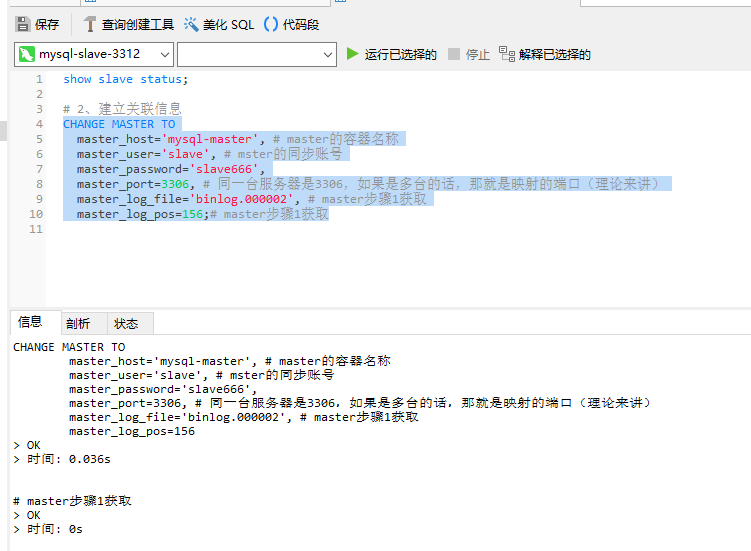 保存 查询创建工具 美化 SQL 代码段
mysql-slave-3312 运行已选择的 停止 解释已选择的
1 show slave status;
2
3 # 2、建立关联信息
4 CHANGE MASTER TO
5 master_host='mysql-master', # master的容器名称
6 master_user='slave', # mster的同步账号
7 master_password='slave666',
8 master_port=3306, # 同一台服务器是3306，如果是多台的话，那就是映射的端口（理论来讲）
9 master_log_file='binlog.000002', # master步骤1获取
10 master_log_pos=156;# master步骤1获取
11
信息 剖析 状态
CHANGE MASTER TO
master_host='mysql-master', # master的容器名称
master_user='slave', # mster的同步账号
master_password='slave666',
master_port=3306, # 同一台服务器是3306，如果是多台的话，那就是映射的端口（理论来讲）
master_log_file='binlog.000002', # master步骤1获取
master_log_pos=156
> OK
> 时间: 0.036s
# master步骤1获取
> OK
> 时间: 0s